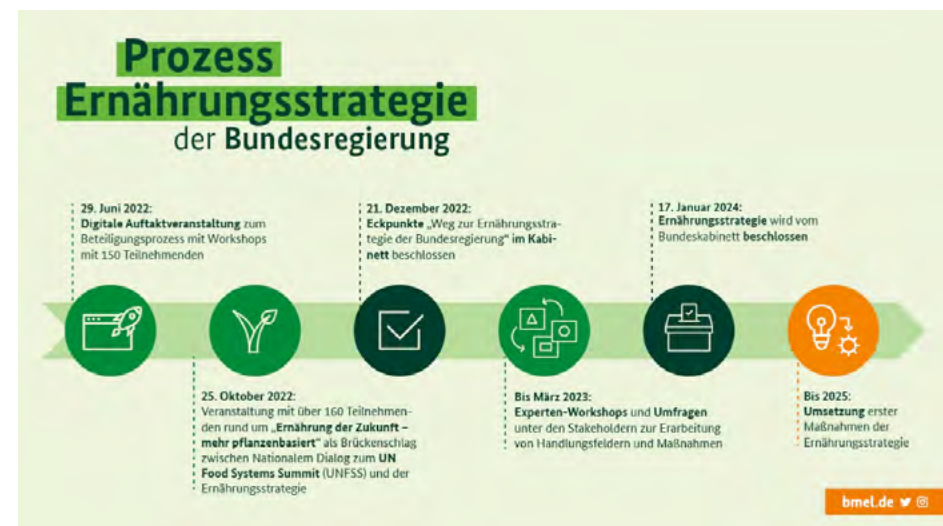 Prozess
Ernährungsstrategie
der Bundesregierung
29. Juni 2022:
Digitale Auftaktveranstaltung zum
Beteiligungsprozess mit Workshops
mit 150 Teilnehmenden
25. Oktober 2022:
Veranstaltung mit über 160 Teilnehmen-
den rund um „Ernährung der Zukunft –
mehr pflanzenbasiert“ als Brückenschlag
zwischen Nationalem Dialog zum UN
Food Systems Summit (UNFSS) und der
Ernährungsstrategie
21. Dezember 2022:
Eckpunkte „Weg zur Ernährungsstra-
tegie der Bundesregierung“ im Kabi-
nett beschlossen
Bis März 2023:
Experten-Workshops und Umfragen
unter den Stakeholdern zur Erarbeitung
von Handlungsfeldern und Maßnahmen
17. Januar 2024:
Ernährungsstrategie wird vom
Bundeskabinett beschlossen
Bis 2025:
Umsetzung erster
Maßnahmen der
Ernährungsstrategie
bmel.de